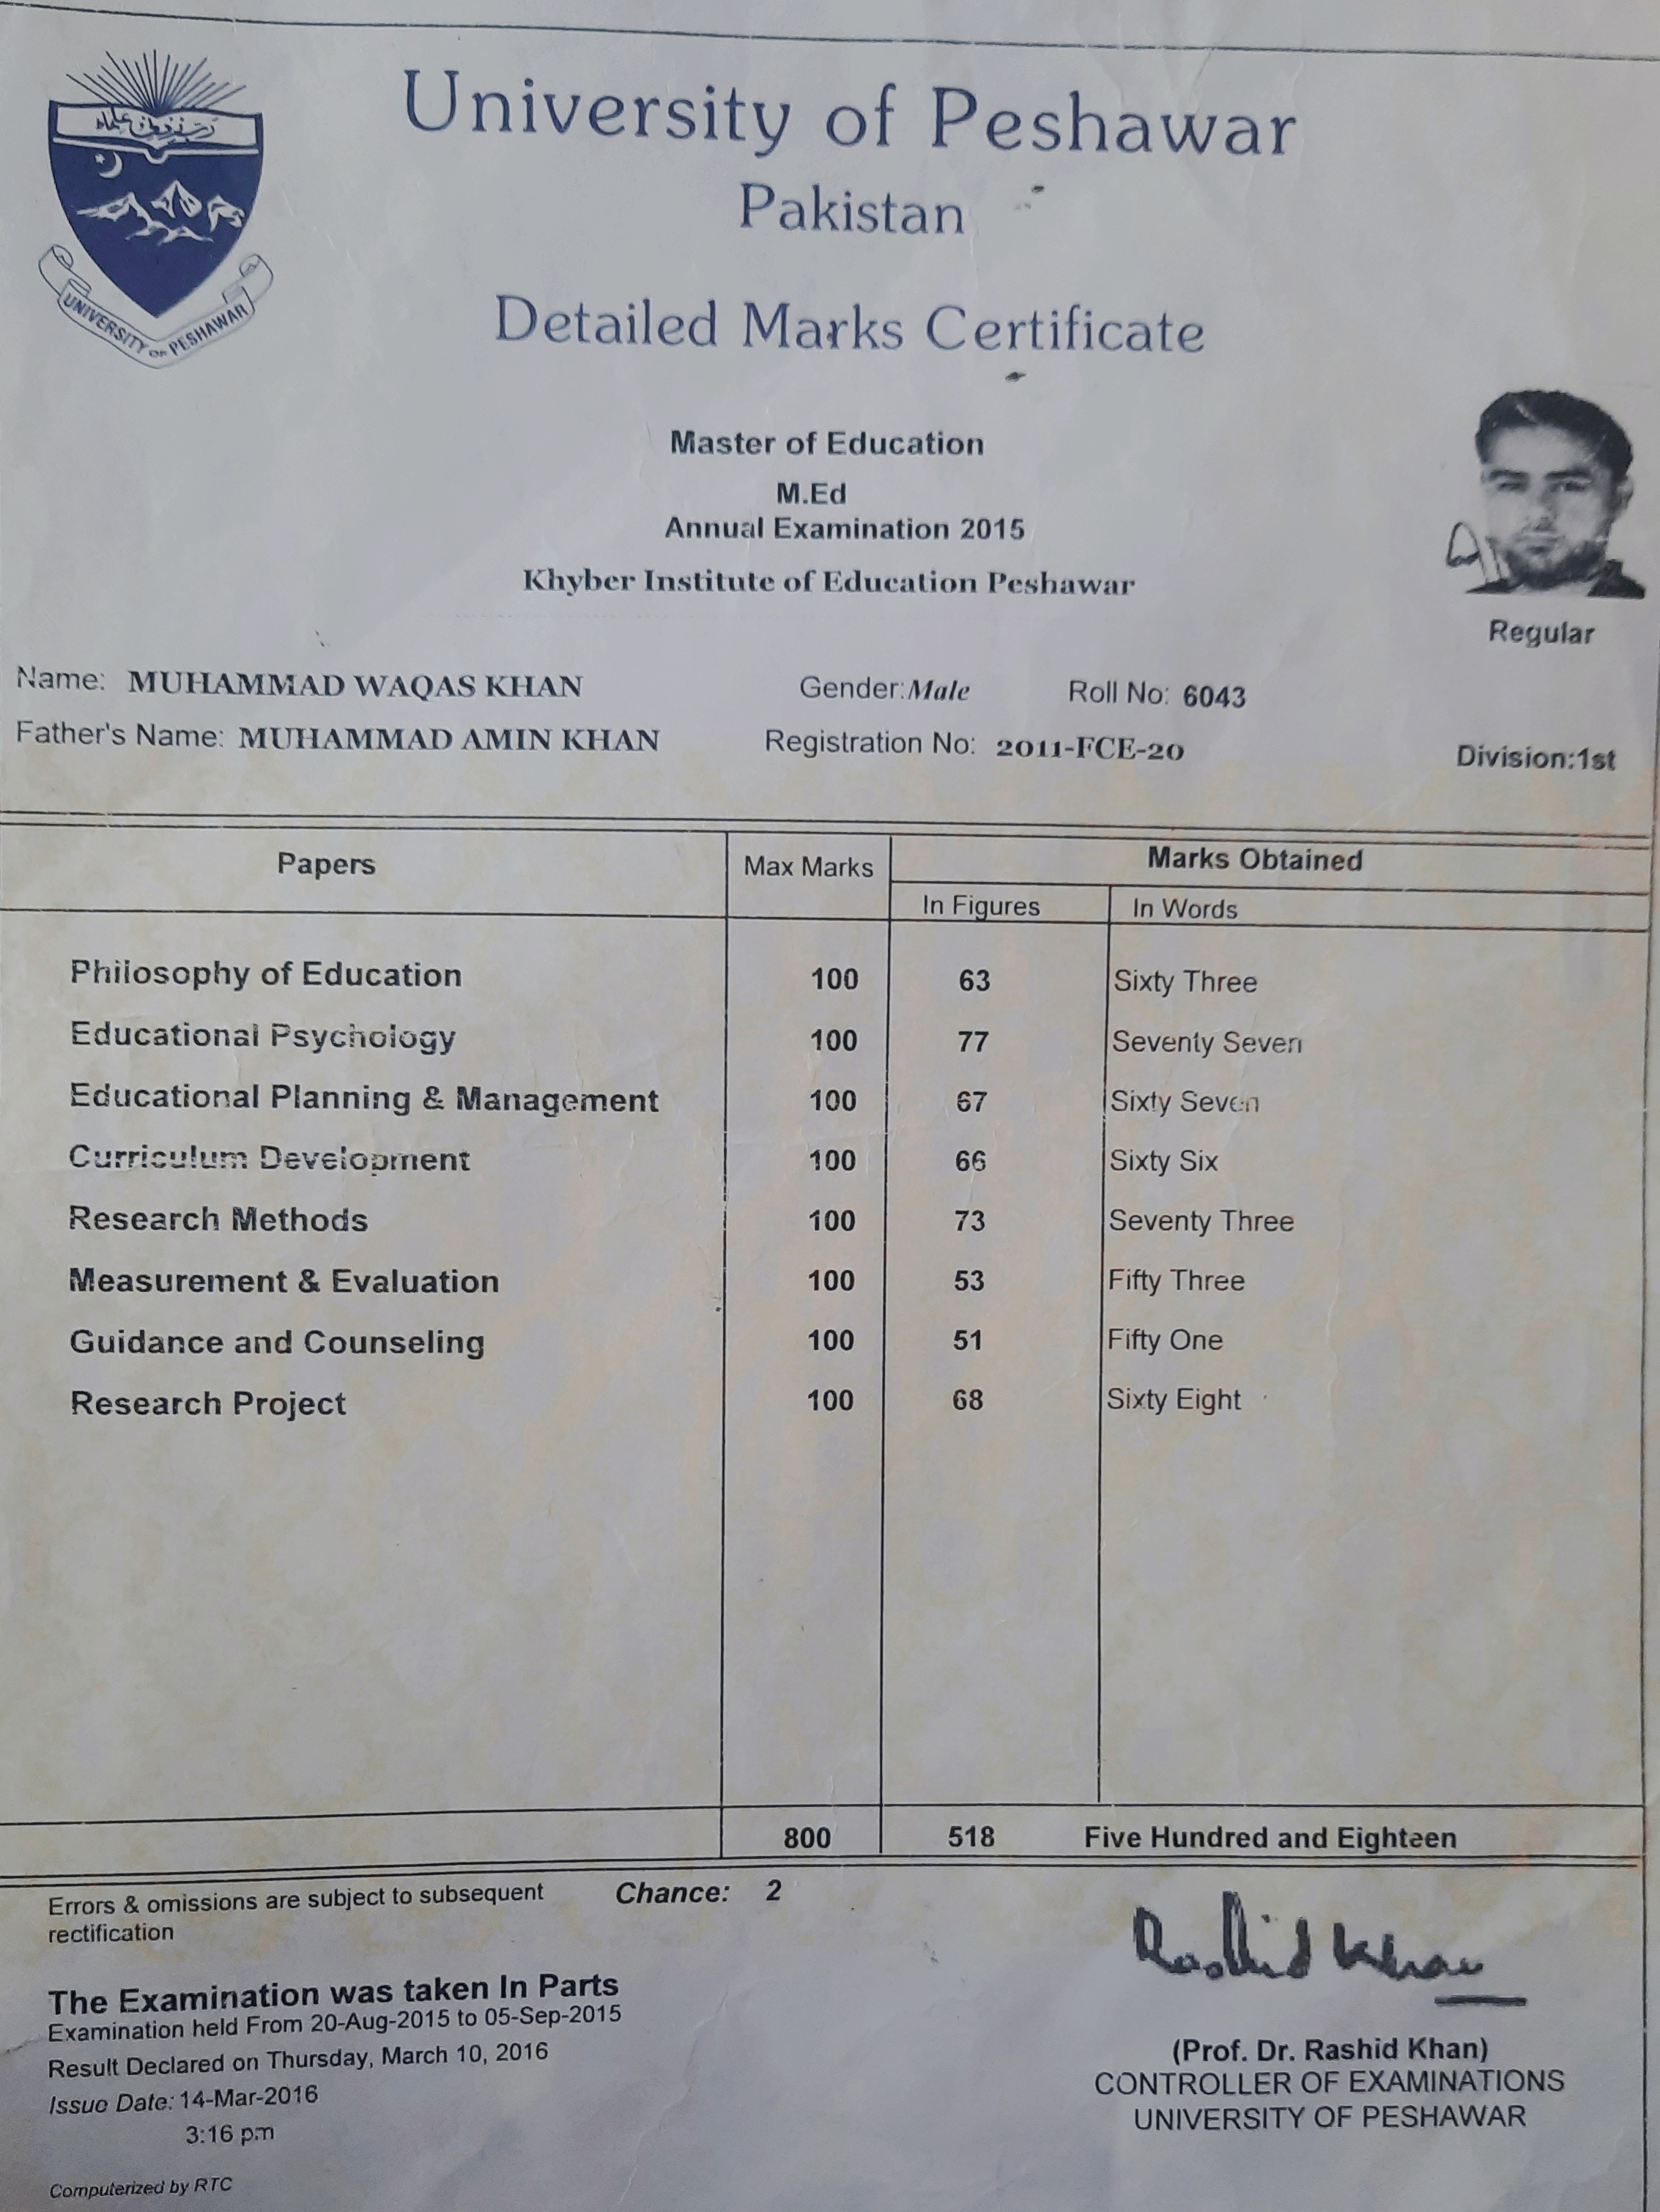 University of Peshawar
Pakistan
Detailed Marks Certificate
UNIVERSITY OF PESHAWAR
Master of Education
M.Ed
Annual Examination 2015
Khyber Institute of Education Peshawar
Regular
Name: MUHAMMAD WAQAS KHAN Gender: Male Roll No: 6043
Father's Name: MUHAMMAD AMIN KHAN Registration No: 2011-FCE-20 Division:1st
Papers Max Marks Marks Obtained
In Figures In Words
Philosophy of Education 100 63 Sixty Three
Educational Psychology 100 77 Seventy Seven
Educational Planning & Management 100 67 Sixty Seven
Curriculum Development 100 66 Sixty Six
Research Methods 100 73 Seventy Three
Measurement & Evaluation 100 53 Fifty Three
Guidance and Counseling 100 51 Fifty One
Research Project 100 68 Sixty Eight
800 518 Five Hundred and Eighteen
Errors & omissions are subject to subsequent Chance: 2
rectification
Rashid Khan
The Examination was taken In Parts
Examination held From 20-Aug-2015 to 05-Sep-2015
Result Declared on Thursday, March 10, 2016
Issue Date: 14-Mar-2016
3:16 pm
(Prof. Dr. Rashid Khan)
CONTROLLER OF EXAMINATIONS
UNIVERSITY OF PESHAWAR
Computerized by RTC